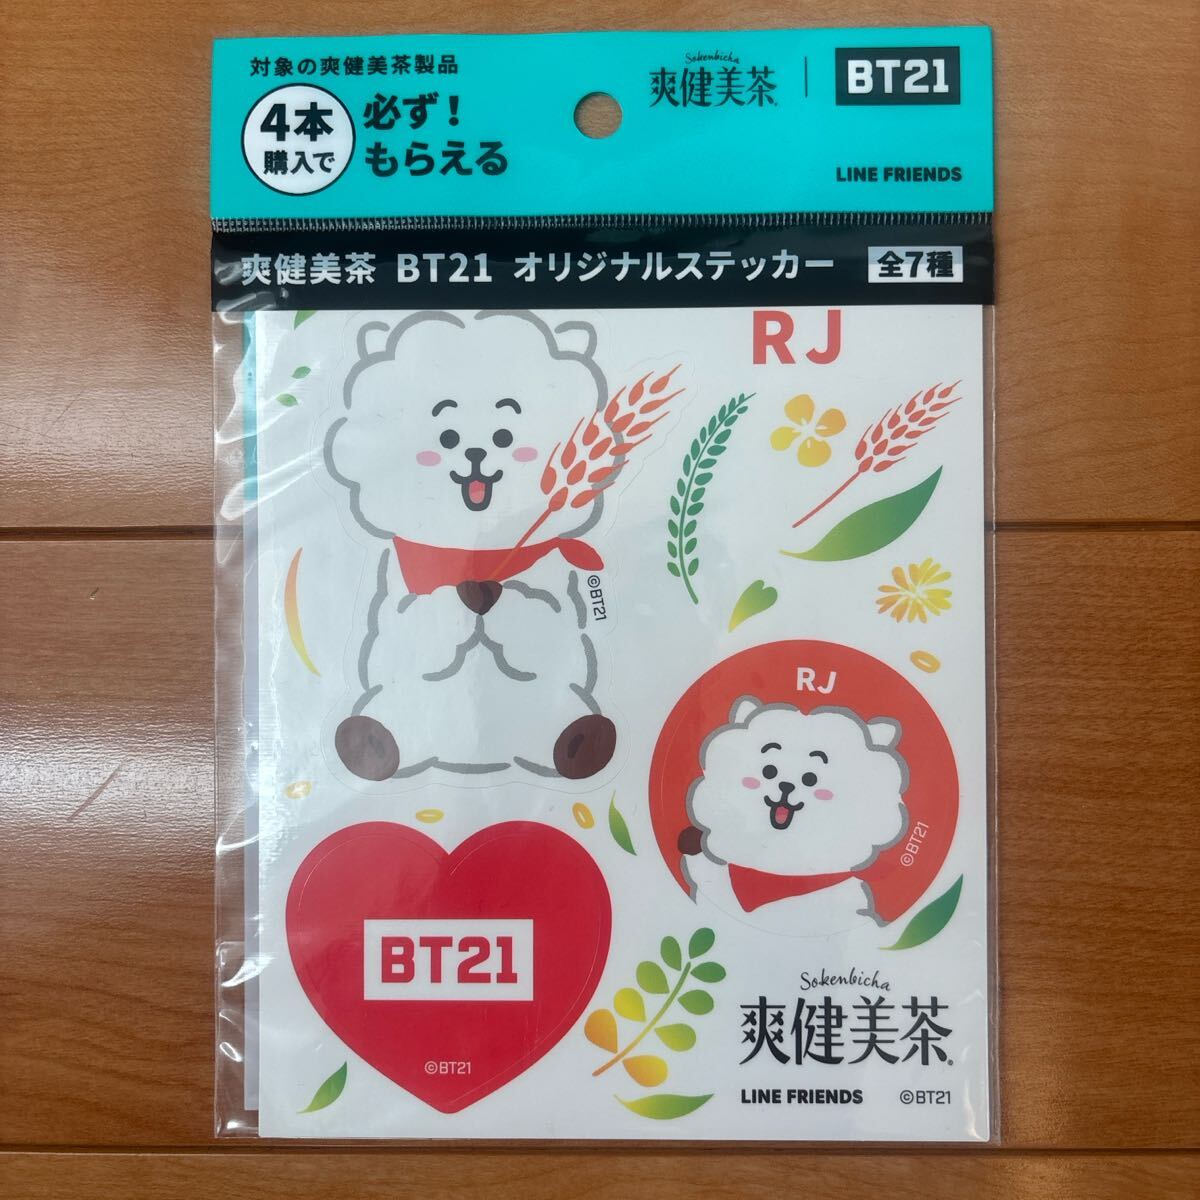 対象の爽健美茶製品
4本
購入で
必ず！
もらえる
Sokenbicha
爽健美茶
BT21
LINE FRIENDS
爽健美茶 BT21 オリジナルステッカー 全7種
RJ
©BT21
RJ
©BT21
BT21
©BT21
Sokenbicha
爽健美茶
LINE FRIENDS ©BT21